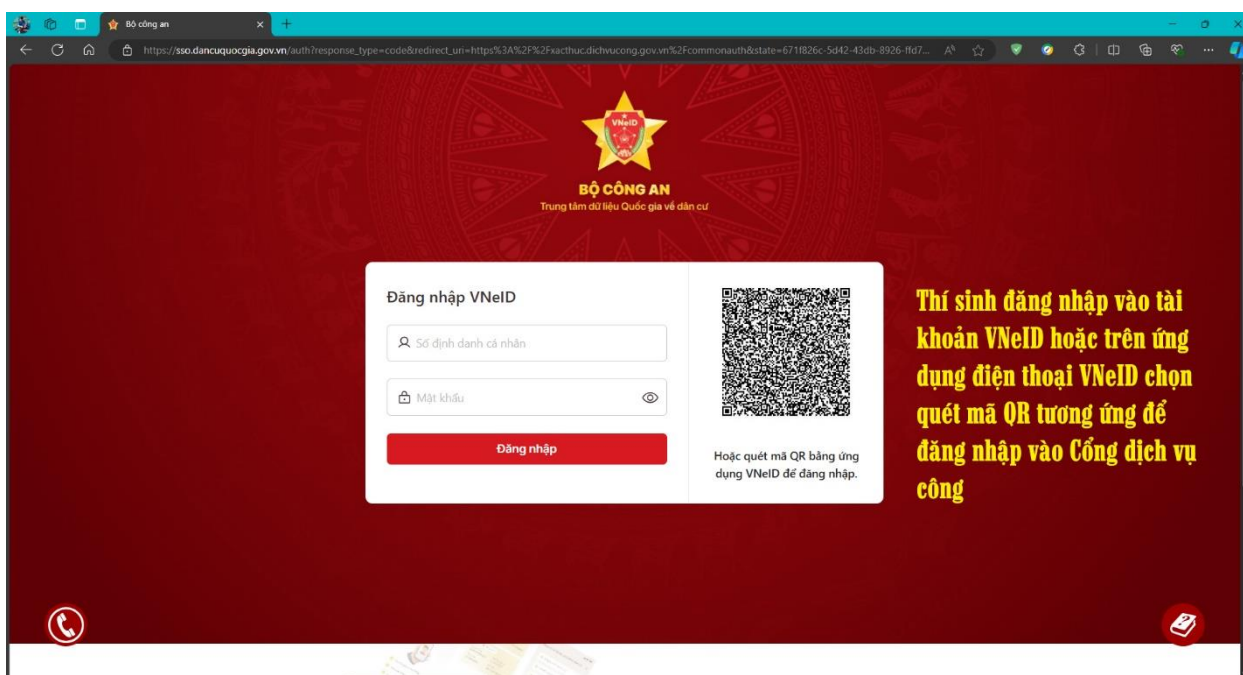 Bộ công an
https://sso.dancuquocgia.gov.vn/auth?response_type=code&redirect_uri=https%3A%2F%2Fxacthuc.dichvucong.gov.vn%2Fcommonauth&state=671f826c-5d42-43db-8926-ffd7...
VNeID
BỘ CÔNG AN
Trung tâm dữ liệu Quốc gia về dân cư
Đăng nhập VNeID
Số định danh cá nhân
Mật khẩu
Đăng nhập
Hoặc quét mã QR bằng ứng
dụng VNeID để đăng nhập.
Thí sinh đăng nhập vào tài
khoản VNeID hoặc trên ứng
dụng điện thoại VNeID chọn
quét mã QR tương ứng để
đăng nhập vào Cổng dịch vụ
công